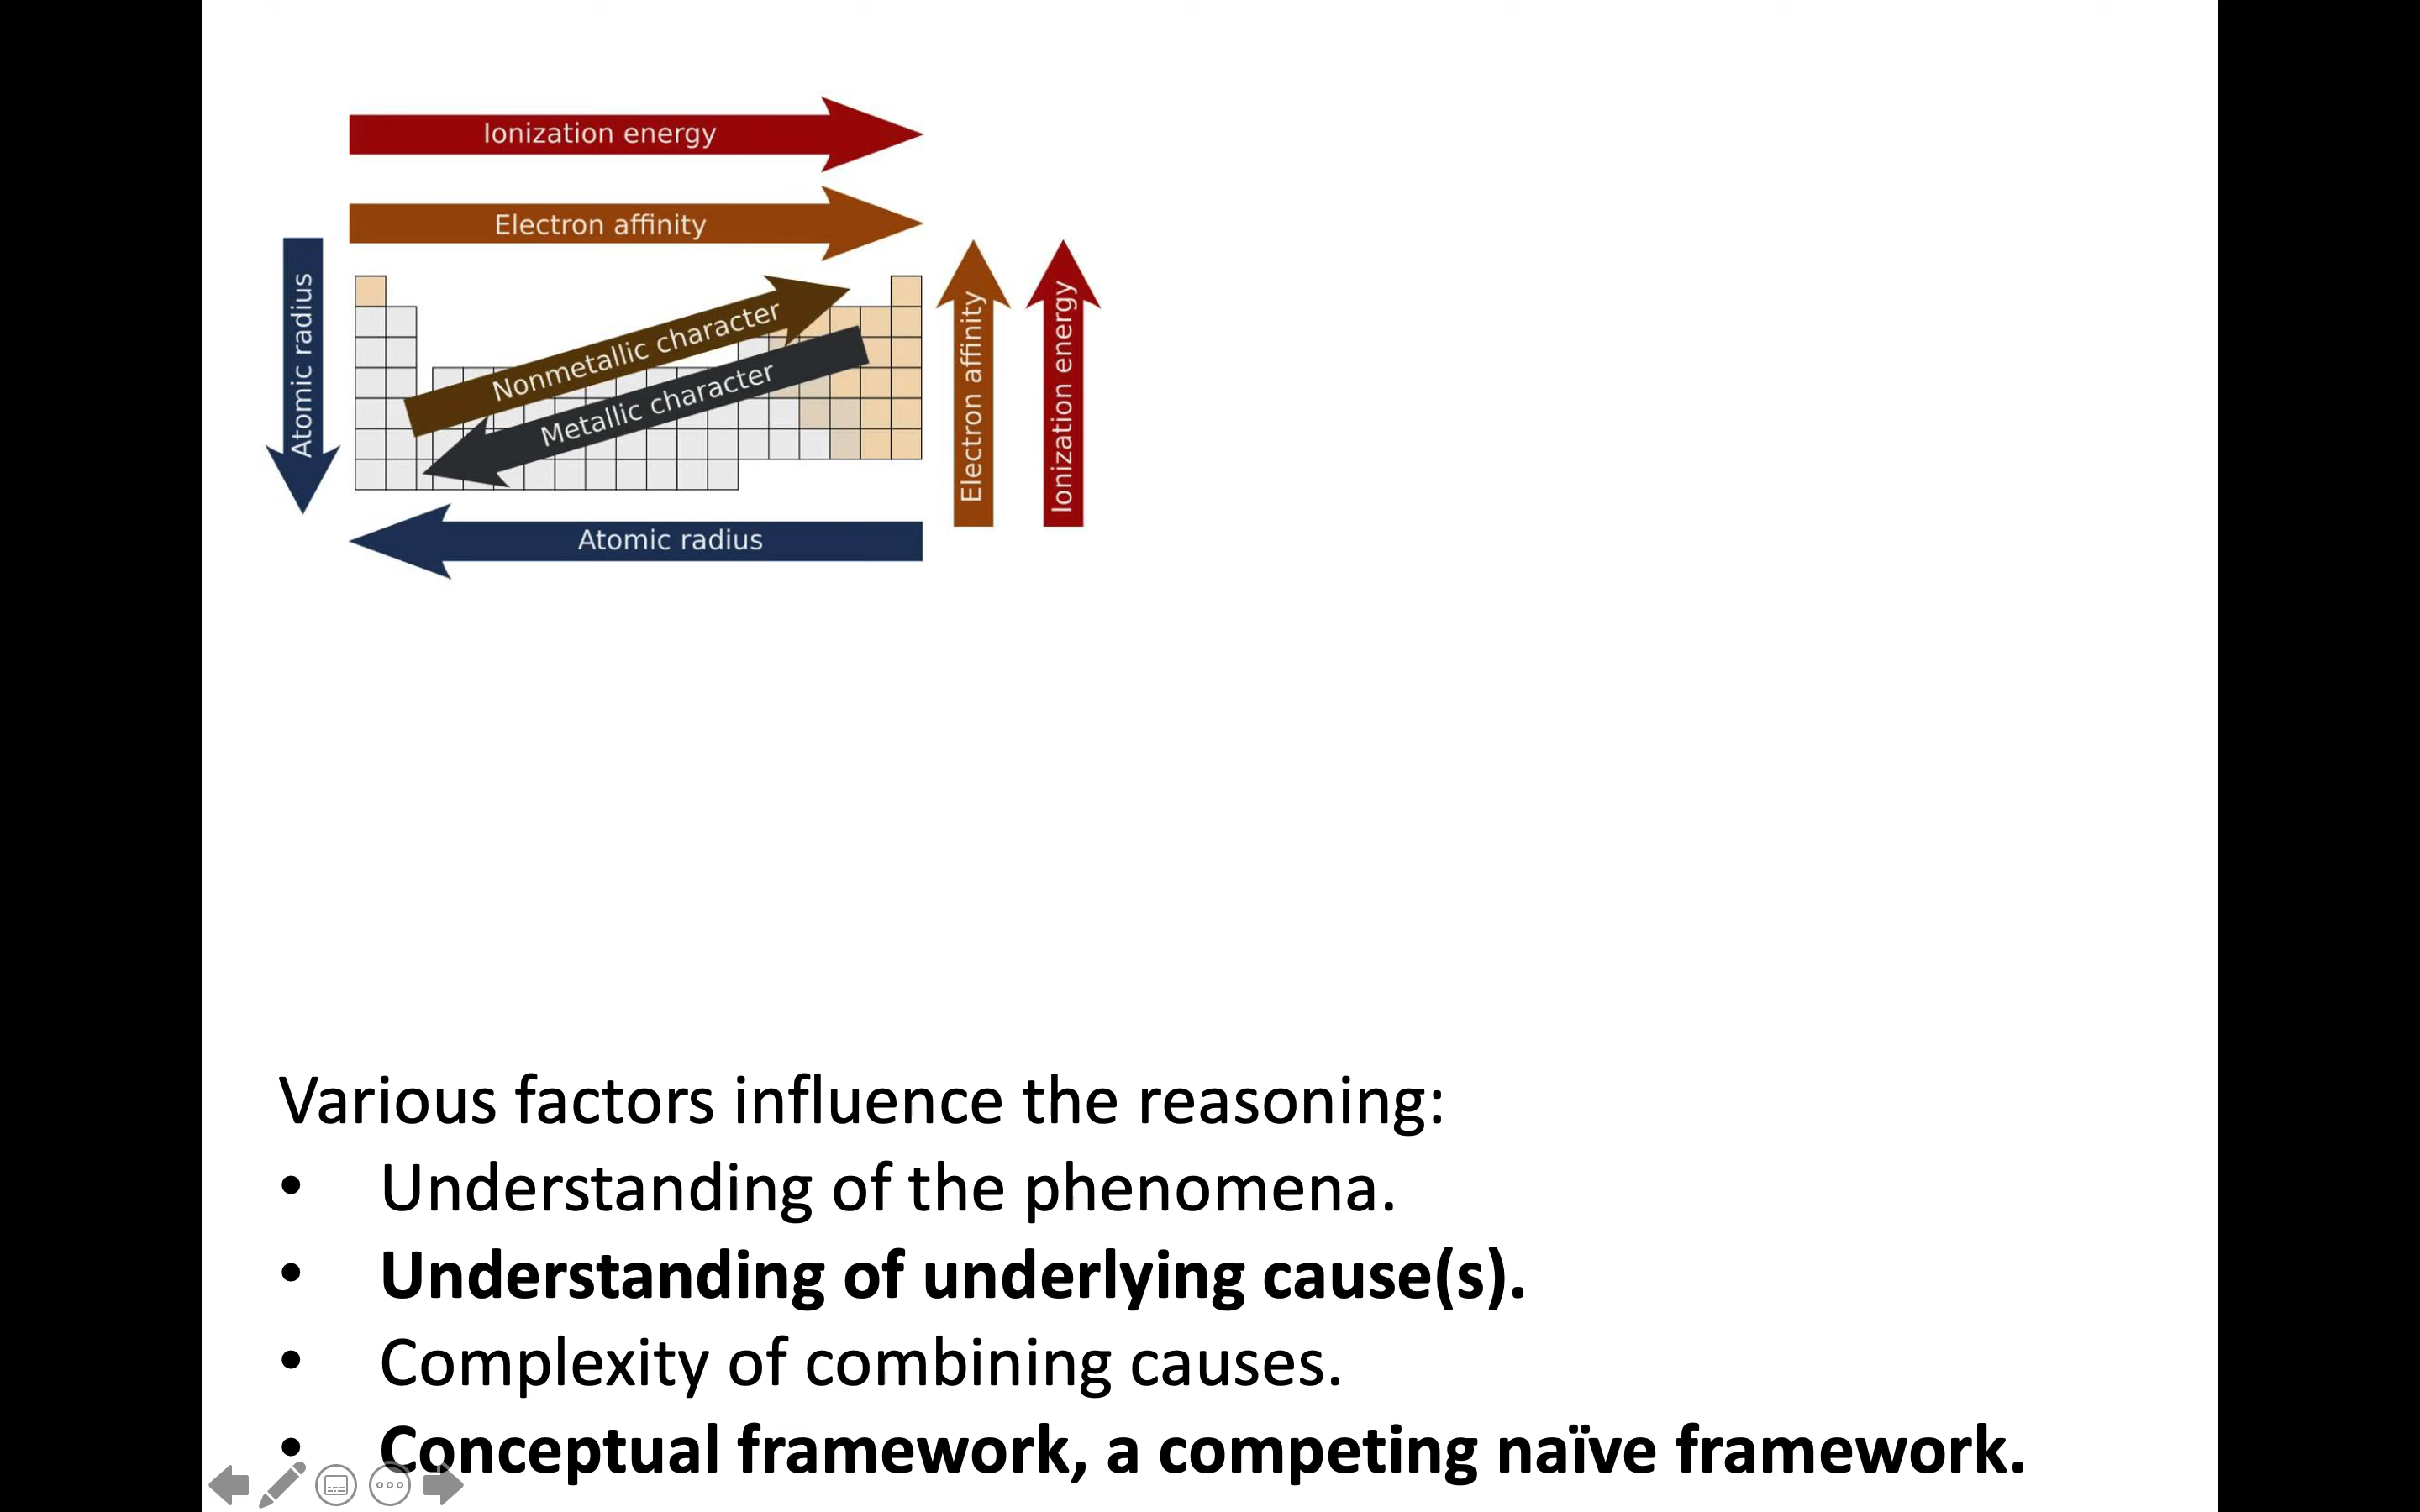 Ionization energy
Electron affinity
Atomic radius
Nonmetallic character
Metallic character
Electron affinity
Ionization energy
Atomic radius
Various factors influence the reasoning:
• Understanding of the phenomena.
• Understanding of underlying cause(s).
• Complexity of combining causes.
• Conceptual framework, a competing naïve framework.